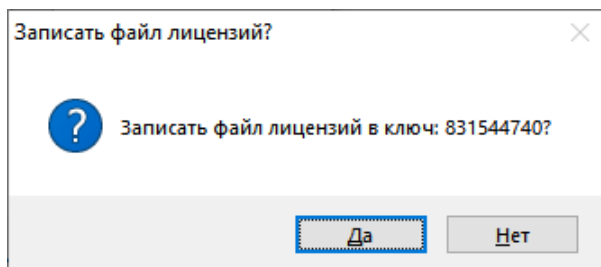 Записать файл лицензий?
Записать файл лицензий в ключ: 831544740?
Да Нет